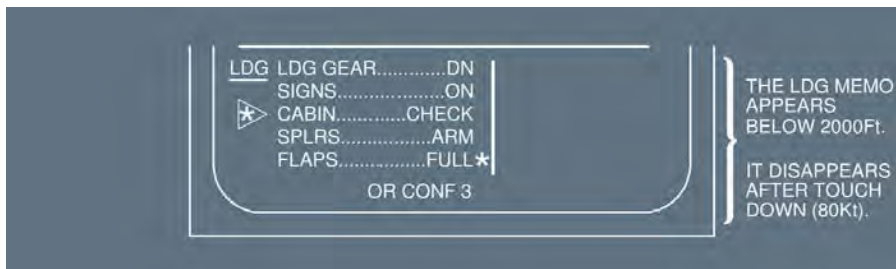 LDG LDG GEAR.............DN
SIGNS...................ON
* CABIN.............CHECK
SPLRS.................ARM
FLAPS................FULL*
OR CONF 3
THE LDG MEMO
APPEARS
BELOW 2000Ft.
IT DISAPPEARS
AFTER TOUCH
DOWN (80Kt).